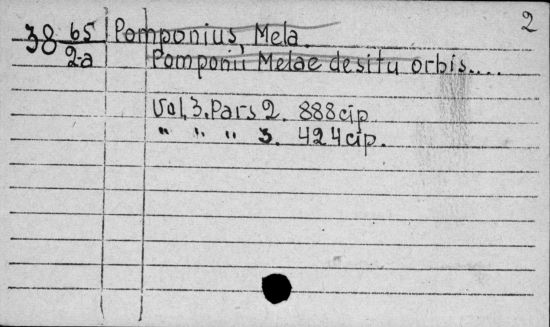 2
38 65 Pomponius, Mela.
2-a Pomponii Melae de situ orbis....
Vol, 3. Pars 2. 888 cip
" " " 3. 424 cip.